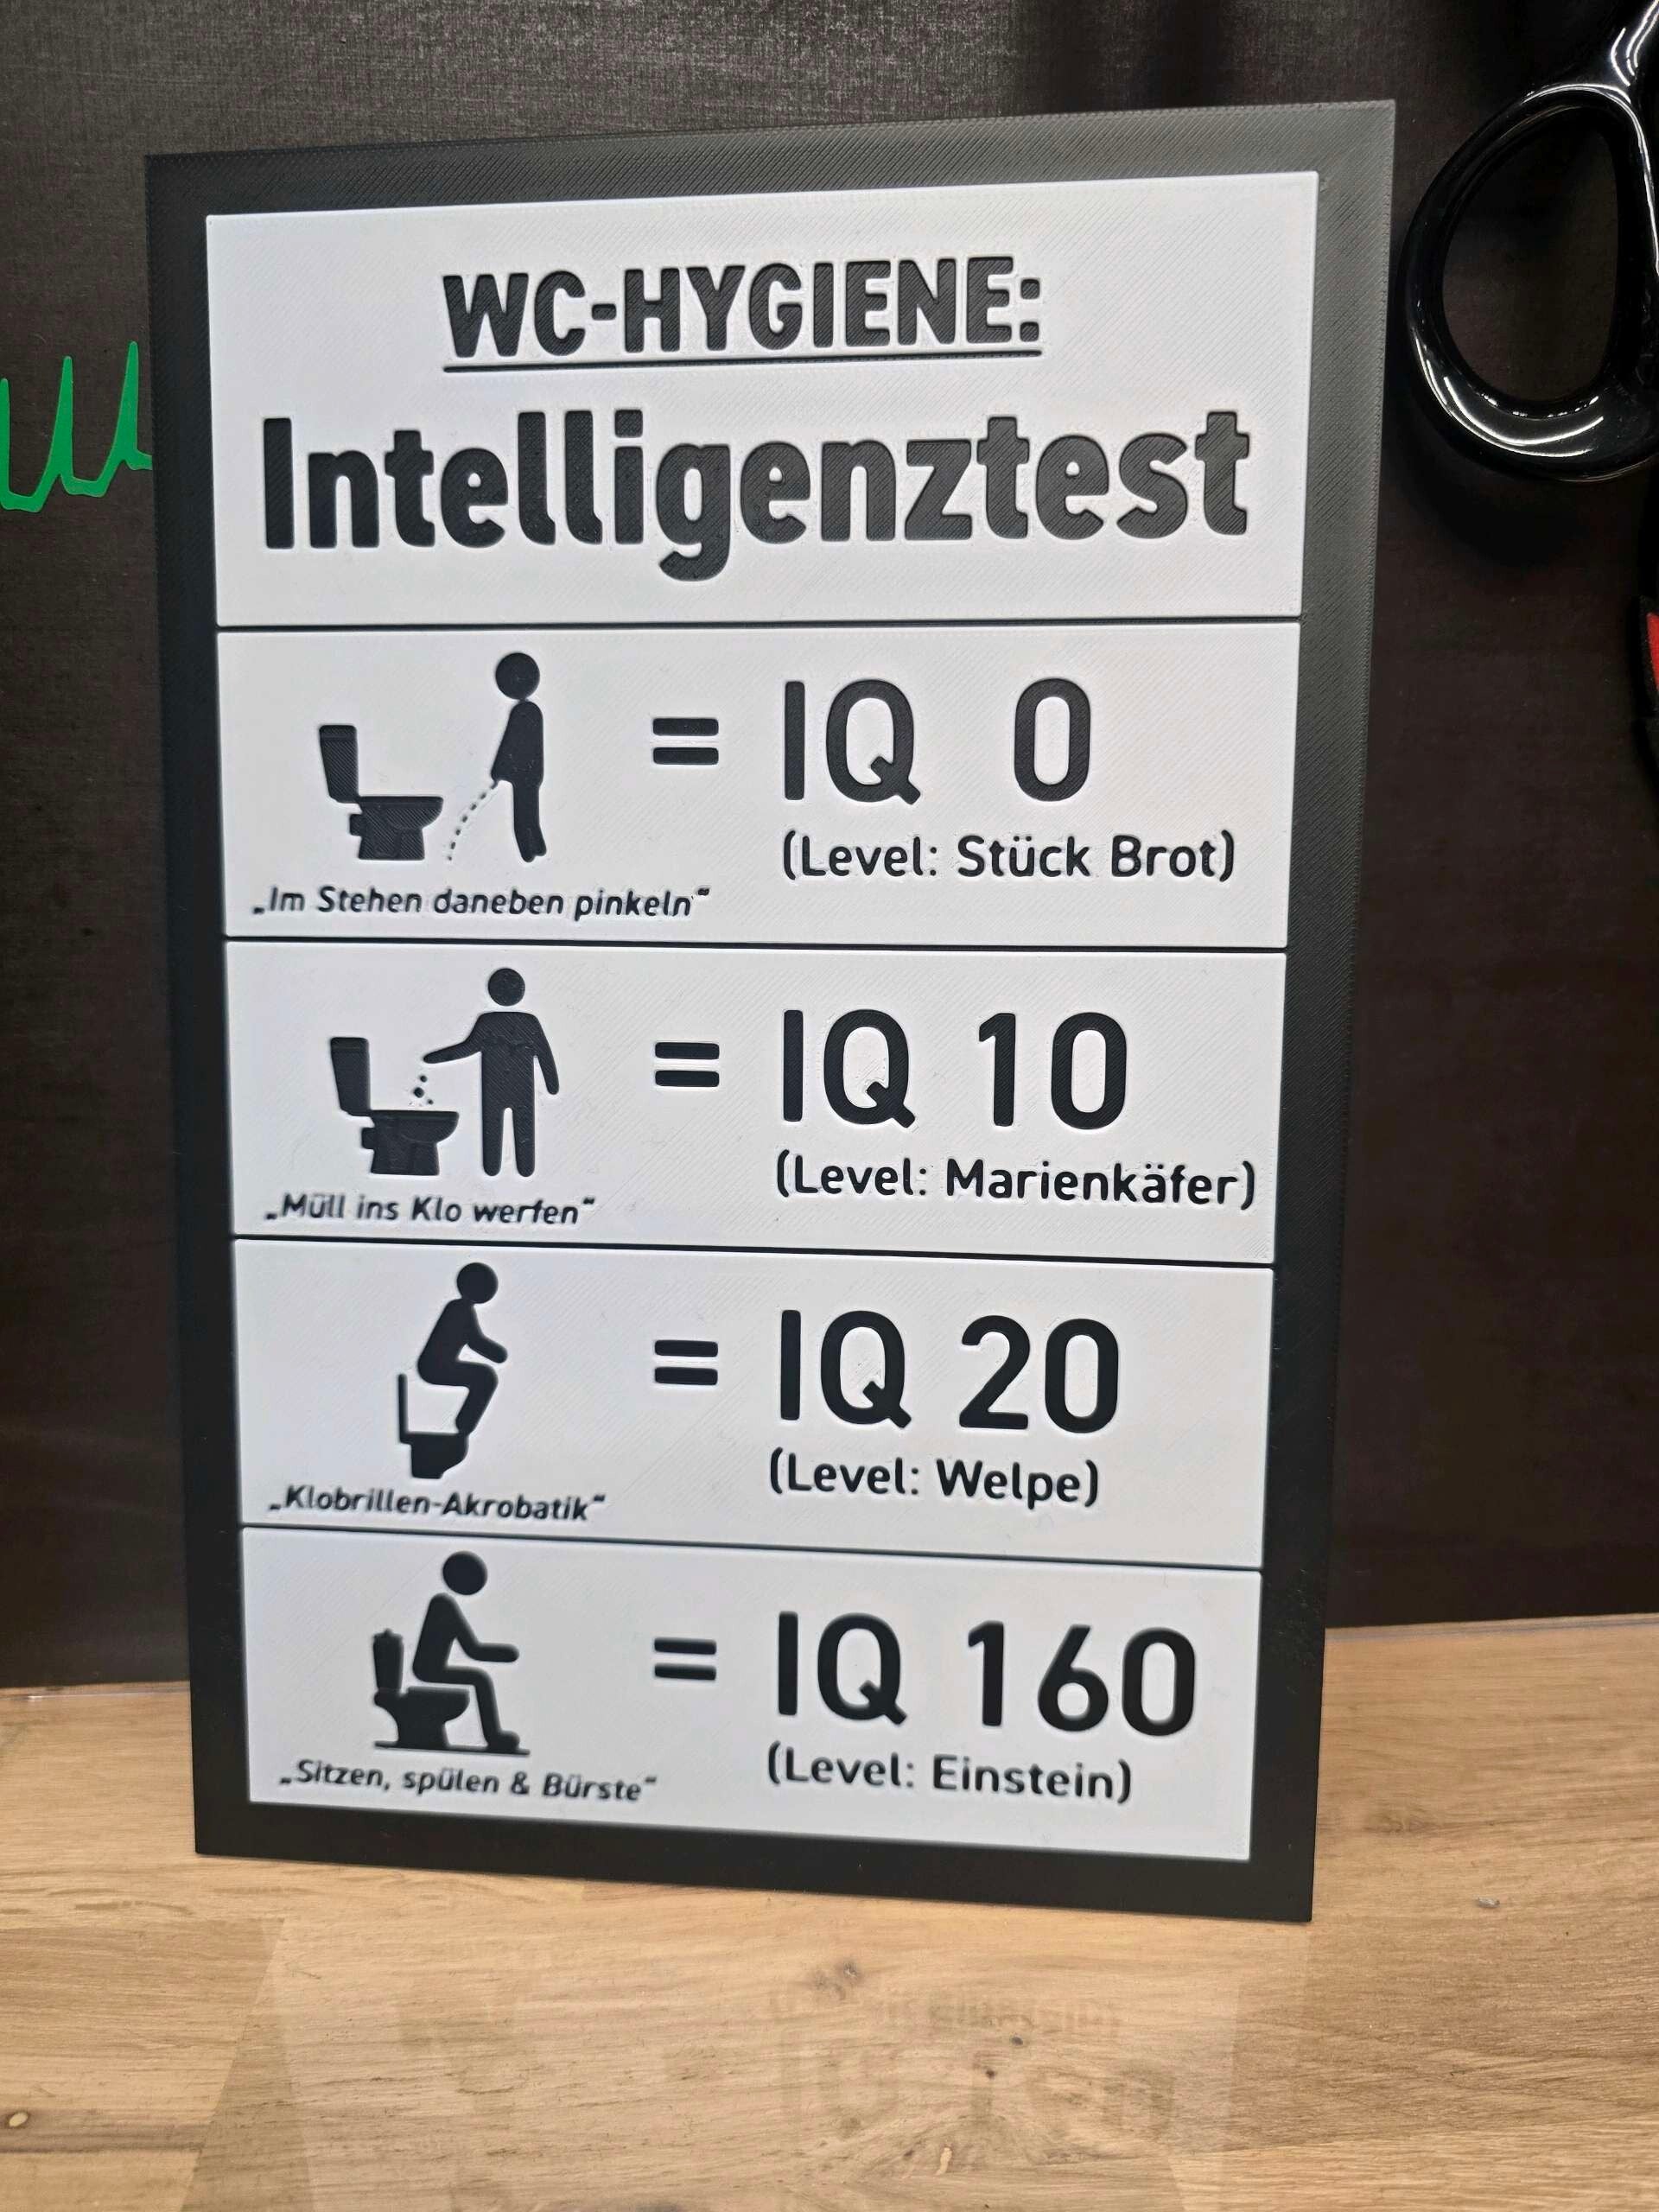 WC-HYGIENE:
Intelligenztest
= IQ 0
(Level: Stück Brot)
„Im Stehen daneben pinkeln“
= IQ 10
(Level: Marienkäfer)
„Müll ins Klo werfen“
= IQ 20
(Level: Welpe)
„Klobrillen-Akrobatik“
= IQ 160
(Level: Einstein)
„Sitzen, spülen & Bürste“